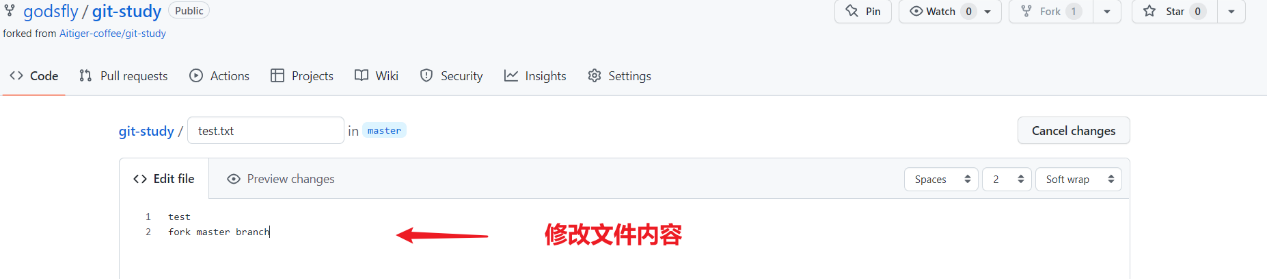 godsfly / git-study Public
Pin Watch 0 Fork 1 Star 0
forked from Aitiger-coffee/git-study
Code Pull requests Actions Projects Wiki Security Insights Settings
git-study / test.txt in master Cancel changes
Edit file Preview changes Spaces 2 Soft wrap
1 test
2 fork master branch
修改文件内容